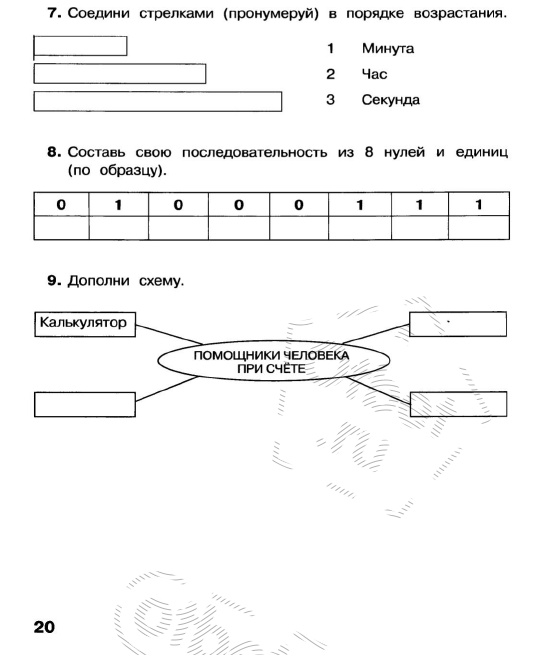 7. Соедини стрелками (пронумеруй) в порядке возрастания.
1 Минута
2 Час
3 Секунда
8. Составь свою последовательность из 8 нулей и единиц
(по образцу).
0 1 0 0 0 1 1 1
9. Дополни схему.
Калькулятор
ПОМОЩНИКИ ЧЕЛОВЕКА
ПРИ СЧЁТЕ
20